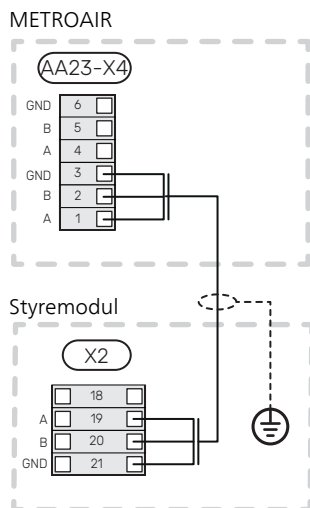 METROAIR
AA23-X4
GND 6
B 5
A 4
GND 3
B 2
A 1
Styremodul
X2
18
A 19
B 20
GND 21